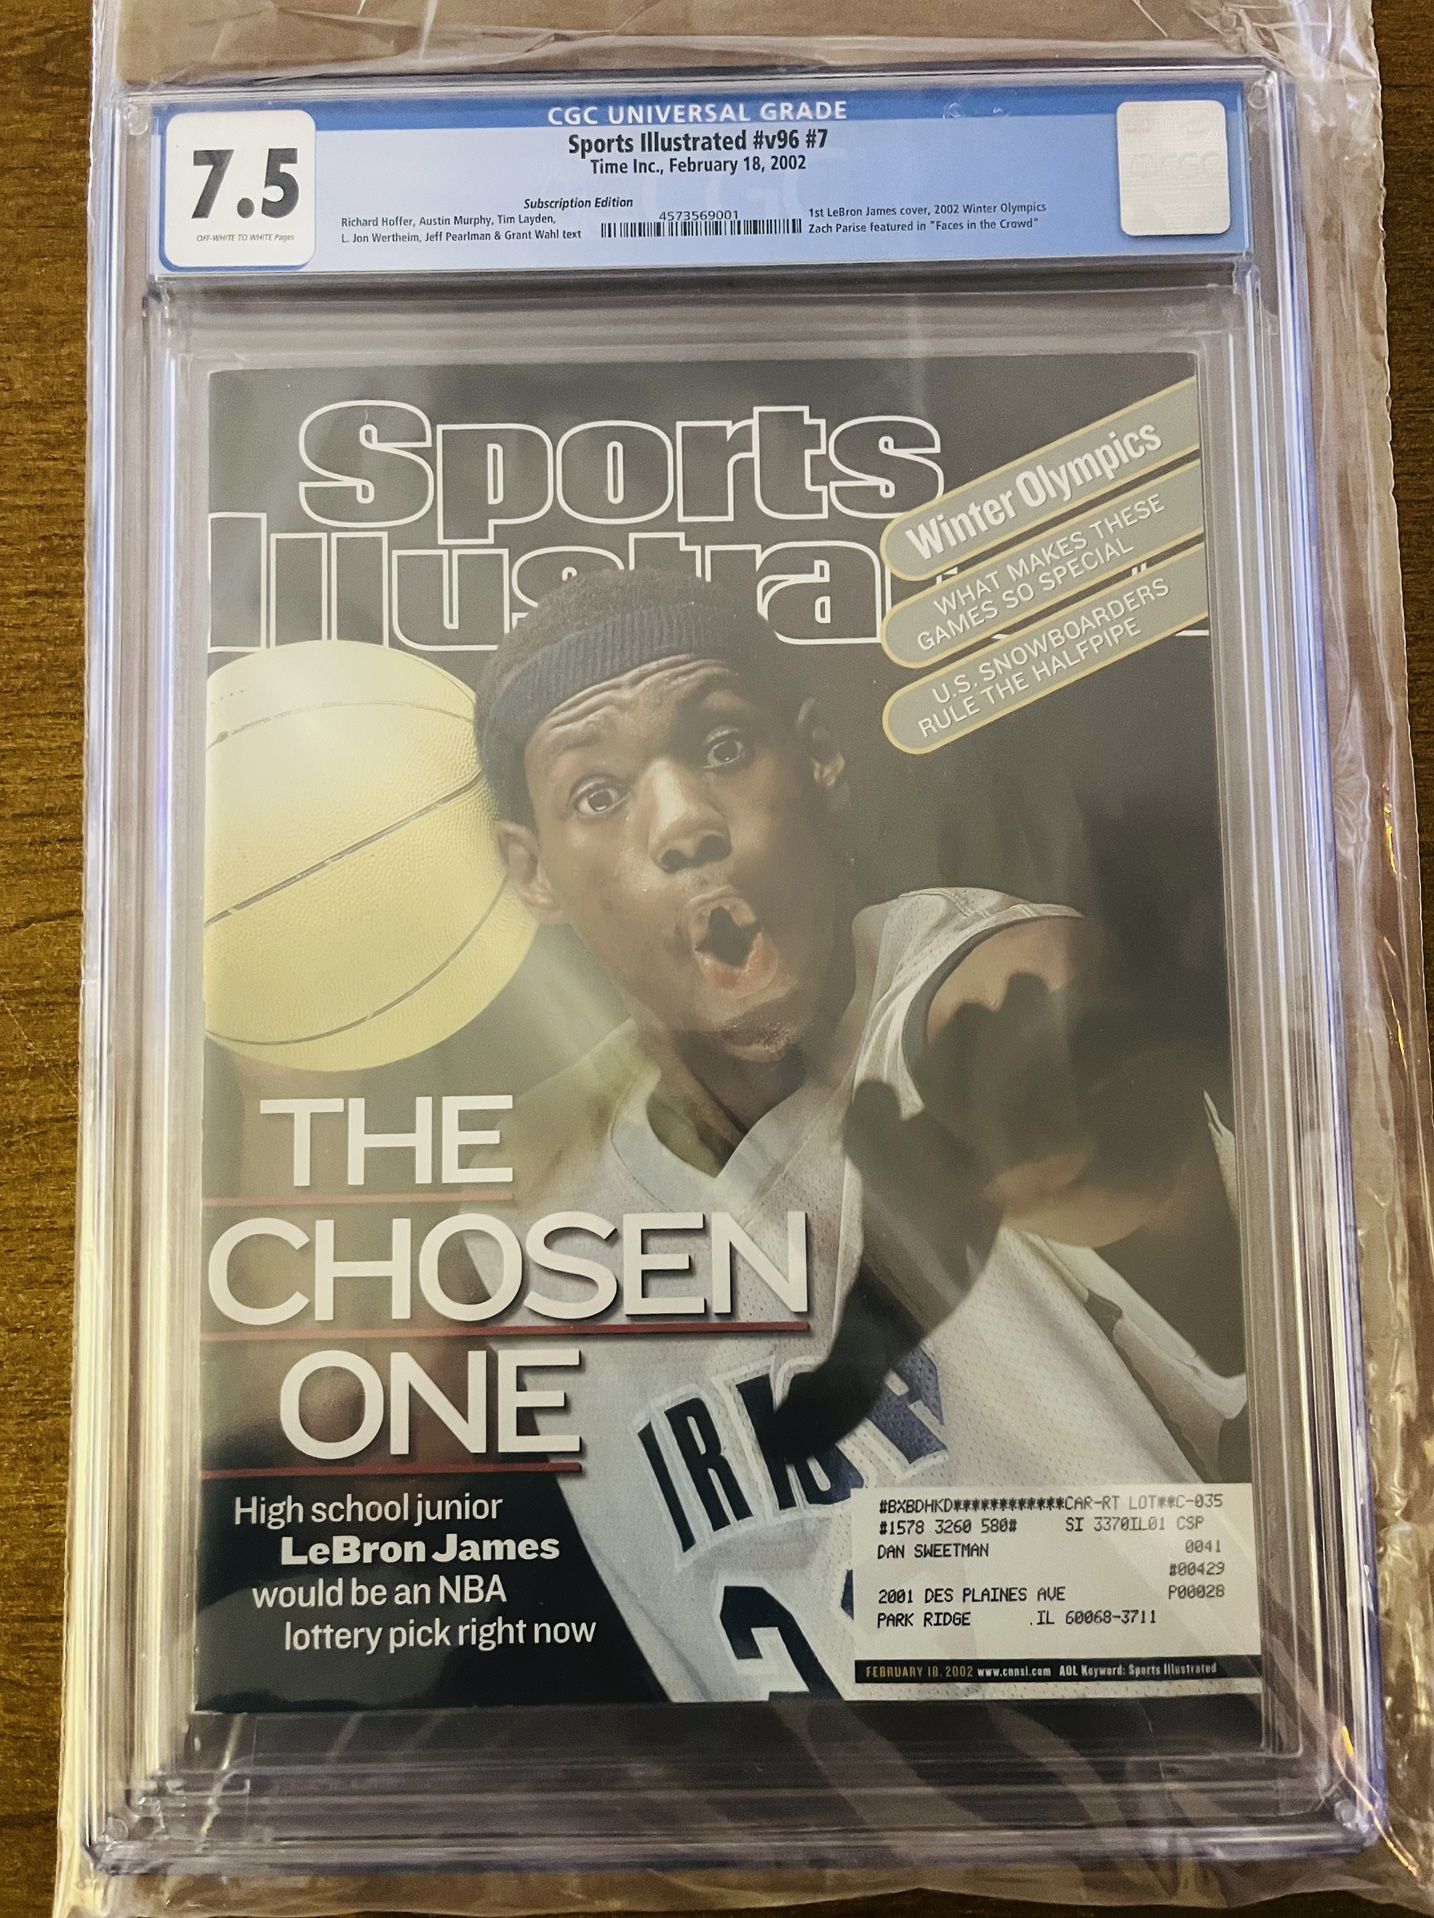 CGC UNIVERSAL GRADE
7.5
OFF-WHITE TO WHITE Pages
Sports Illustrated #v96 #7
Time Inc., February 18, 2002
Subscription Edition
Richard Hoffer, Austin Murphy, Tim Layden,
L. Jon Wertheim, Jeff Pearlman & Grant Wahl text
4573569001
1st LeBron James cover, 2002 Winter Olympics
Zach Parise featured in "Faces in the Crowd"
CGC
Sports
Illustra
Winter Olympics
WHAT MAKES THESE
GAMES SO SPECIAL
U.S. SNOWBOARDERS
RULE THE HALFPIPE
THE
CHOSEN
ONE
High school junior
LeBron James
would be an NBA
lottery pick right now
IR
#BXBDHKD************CAR-RT LOT**C-035
#1578 3260 580# SI 3370IL01 CSP
DAN SWEETMAN 0041
#00429
2001 DES PLAINES AVE P00028
PARK RIDGE .IL 60068-3711
FEBRUARY 18, 2002 www.cnnsi.com AOL Keyword: Sports Illustrated